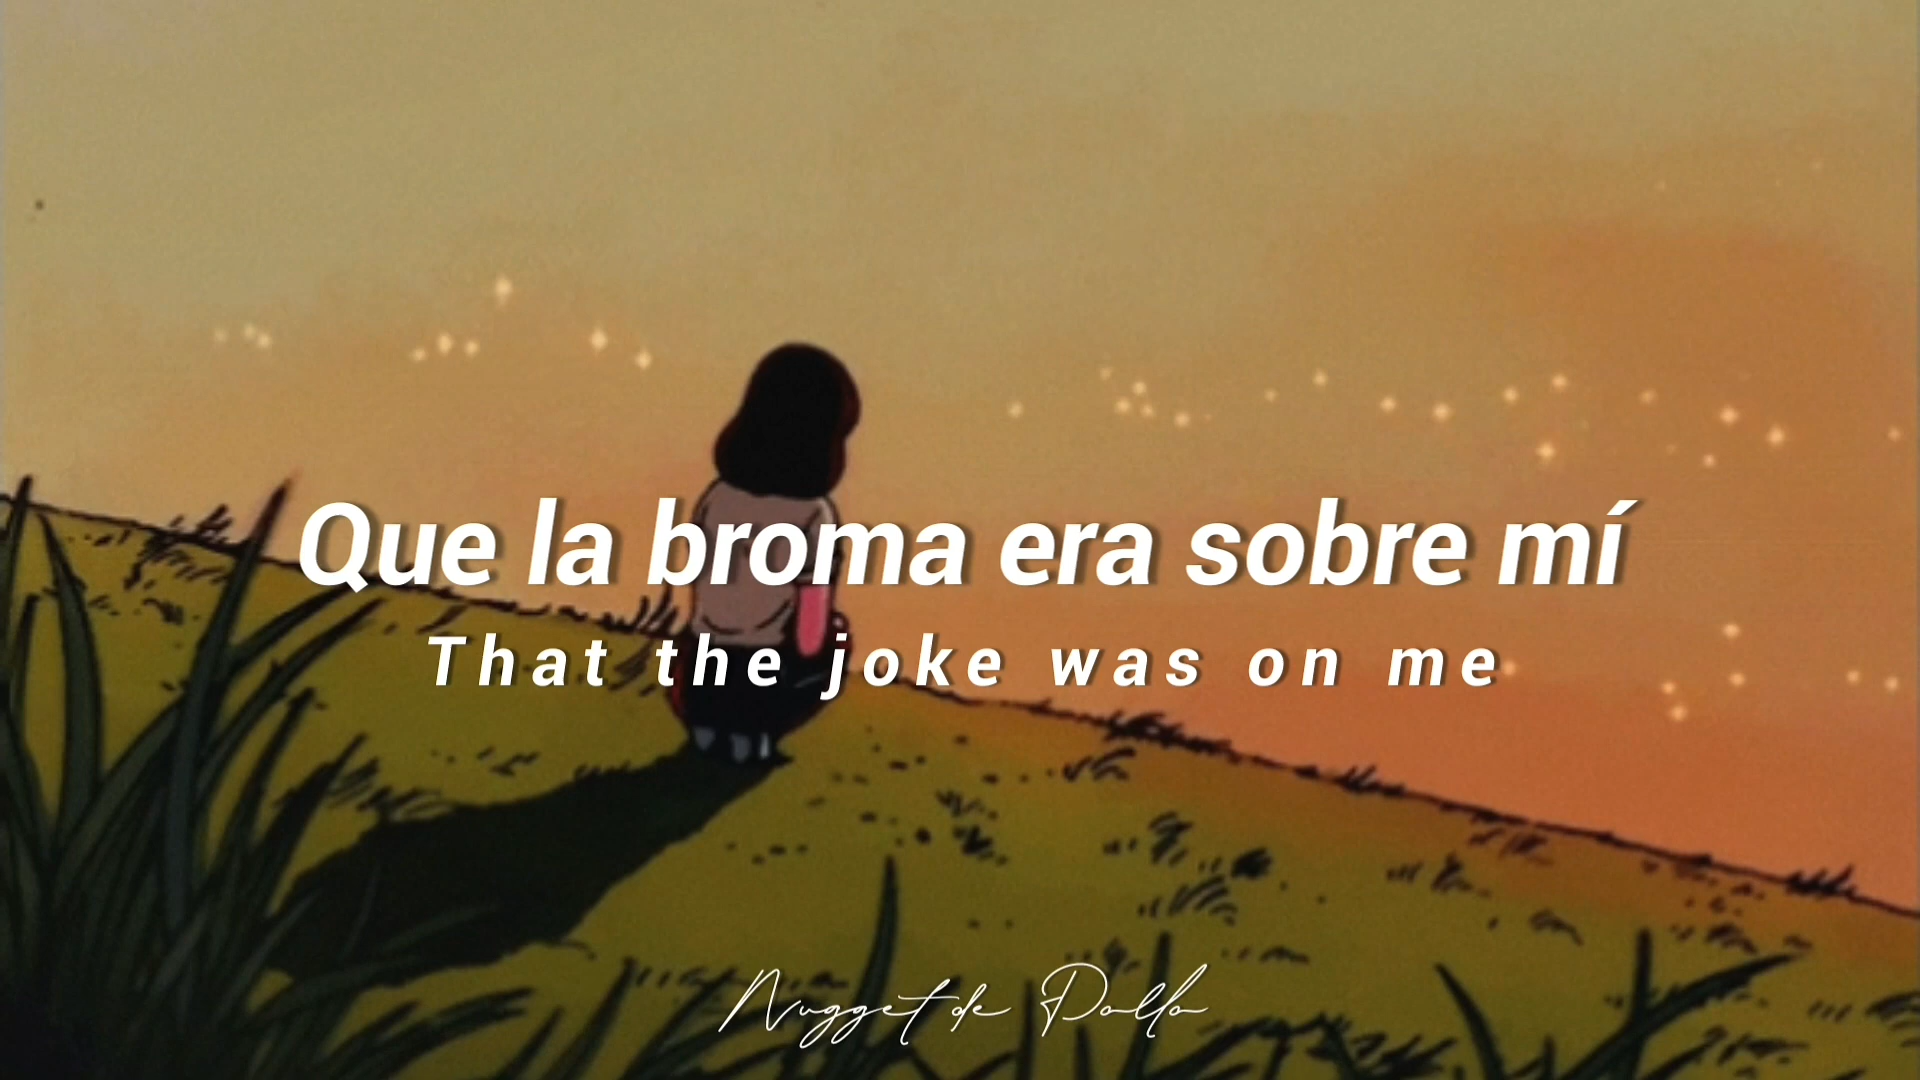 Que la broma era sobre mí
That the joke was on me
Nugget de Pollo